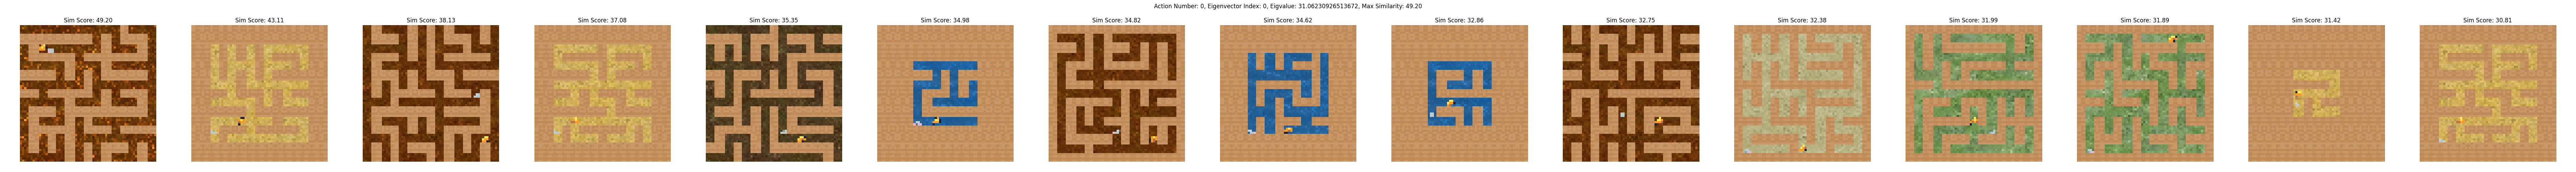 Action Number: 0, Eigenvector Index: 0, Eigvalue: 31.06230926513672, Max Similarity: 49.20
Sim Score: 49.20
Sim Score: 43.11
Sim Score: 38.13
Sim Score: 37.08
Sim Score: 35.35
Sim Score: 34.98
Sim Score: 34.82
Sim Score: 34.62
Sim Score: 32.86
Sim Score: 32.75
Sim Score: 32.38
Sim Score: 31.99
Sim Score: 31.89
Sim Score: 31.42
Sim Score: 30.81